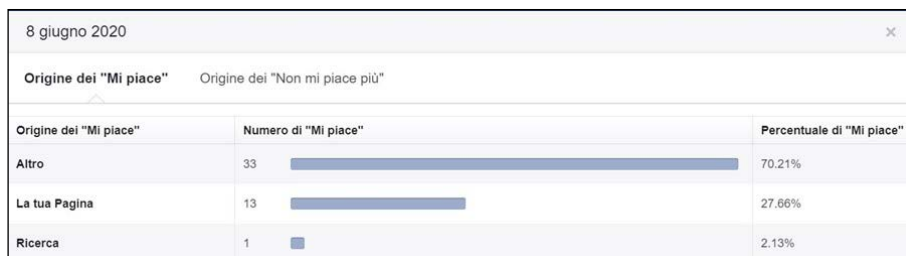 8 giugno 2020 ×
Origine dei "Mi piace" Origine dei "Non mi piace più"
Origine dei "Mi piace" Numero di "Mi piace" Percentuale di "Mi piace"
Altro 33 70.21%
La tua Pagina 13 27.66%
Ricerca 1 2.13%